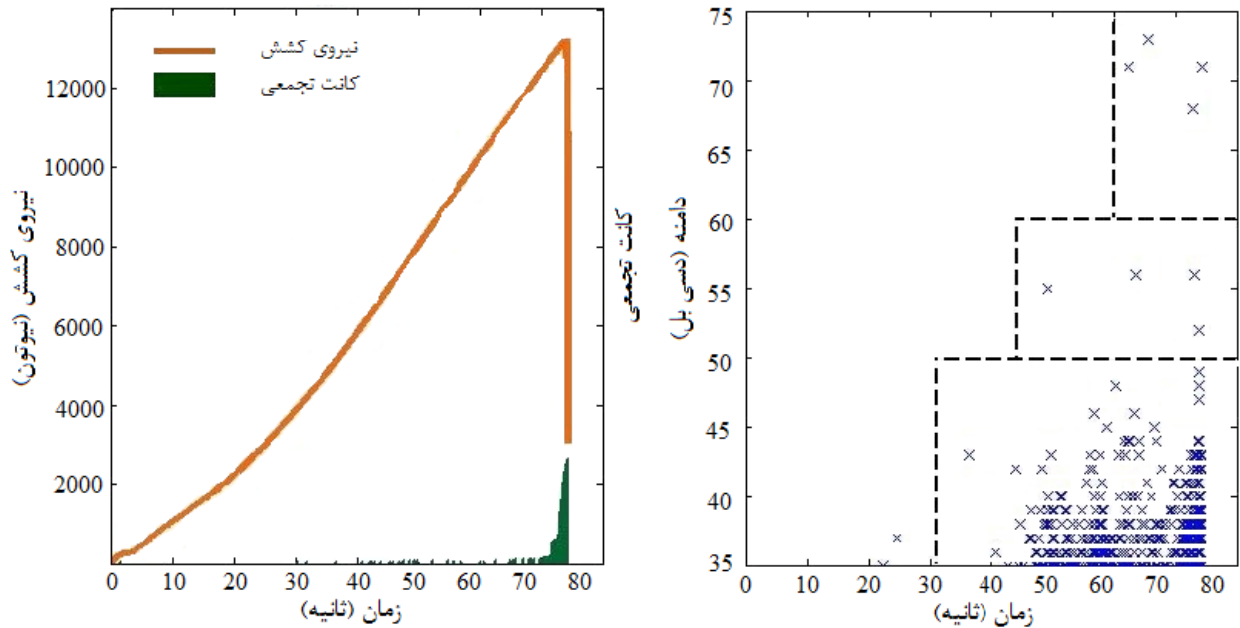 نیروی کشش
کانت تجمعی
12000
10000
8000
6000
4000
2000
0 10 20 30 40 50 60 70 80
نیروی کشش (نیوتون)
زمان (ثانیه)
کانت تجمعی
75
70
65
60
55
50
45
40
35
0 10 20 30 40 50 60 70 80
دامنه (دسی بل)
زمان (ثانیه)